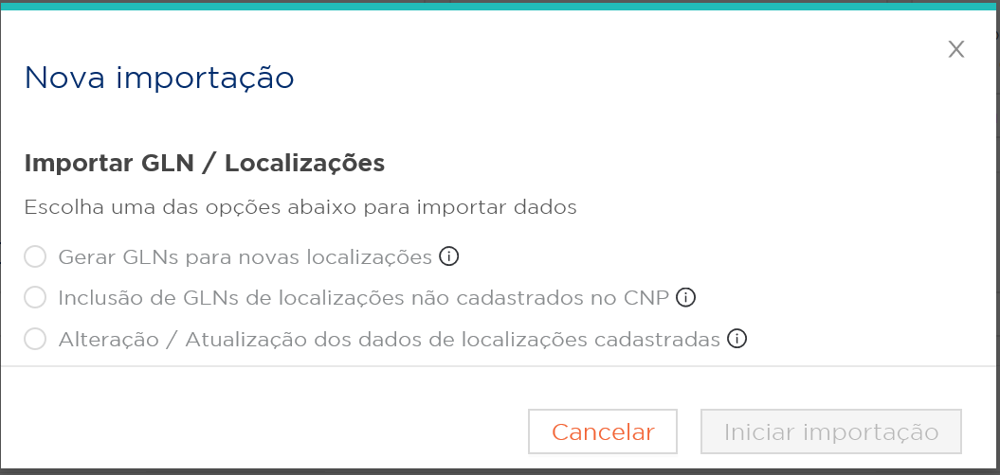 X
Nova importação
Importar GLN / Localizações
Escolha uma das opções abaixo para importar dados
Gerar GLNs para novas localizações
Inclusão de GLNs de localizações não cadastrados no CNP
Alteração / Atualização dos dados de localizações cadastradas
Cancelar Iniciar importação